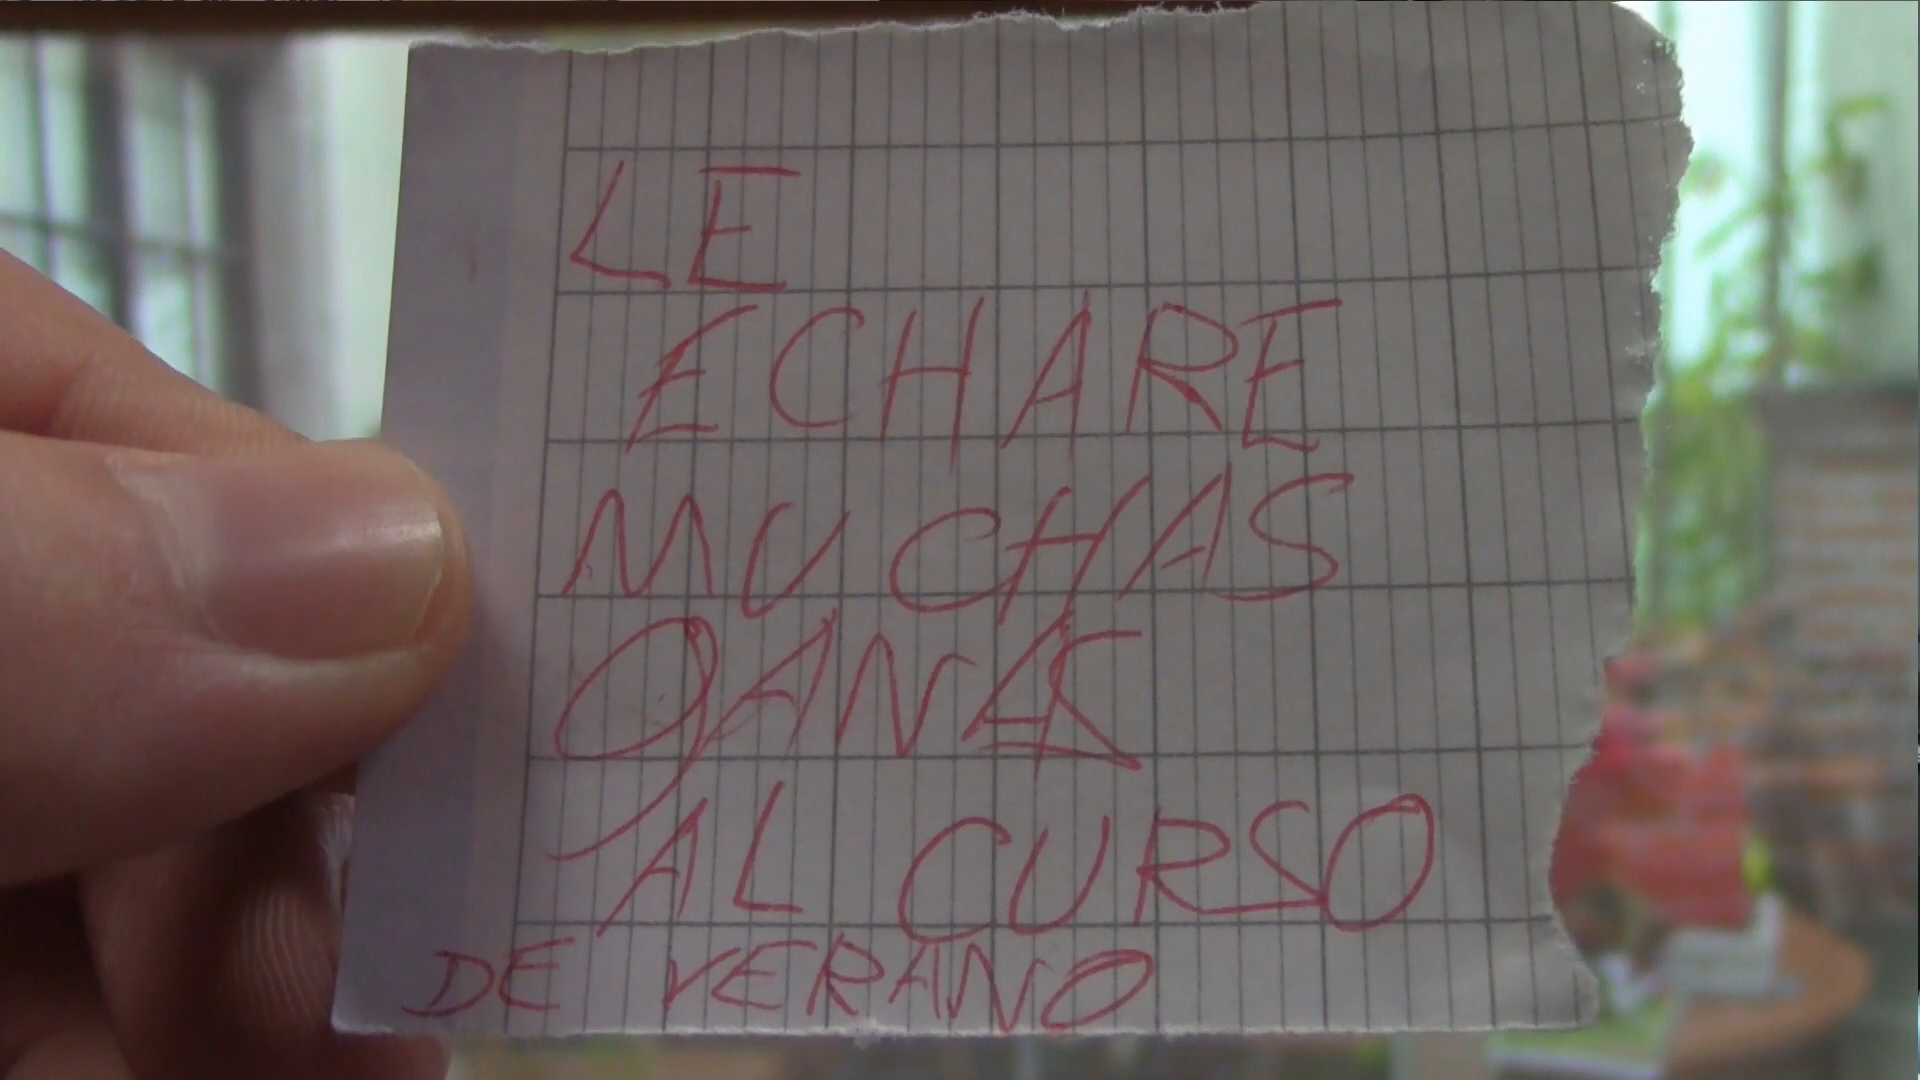 LE
ECHARE
MUCHAS
GANAS
AL CURSO
DE VERANO